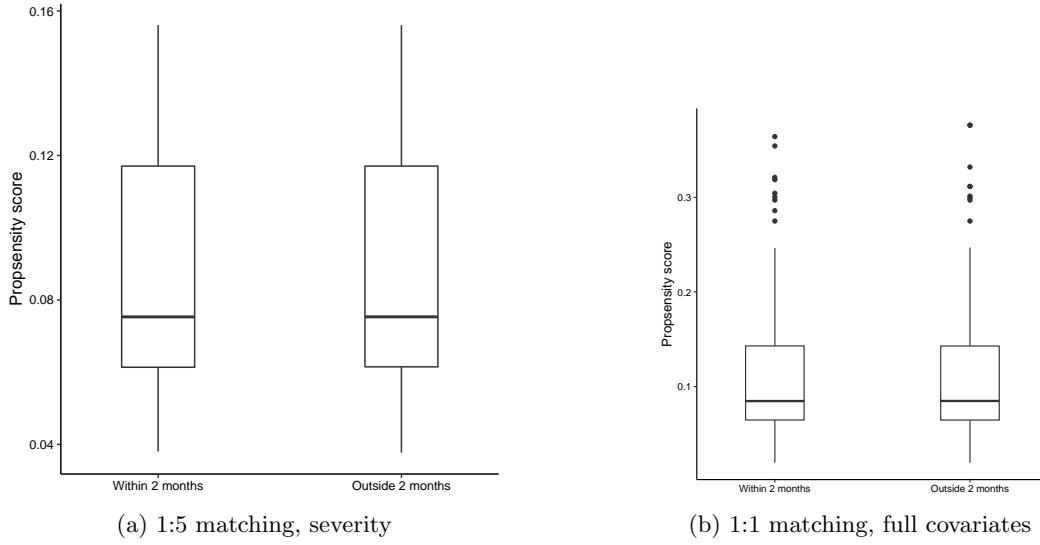 0.16
0.12
0.08
0.04
Propsensity score
Within 2 months
Outside 2 months
(a) 1:5 matching, severity
0.3
0.2
0.1
Propsensity score
Within 2 months
Outside 2 months
(b) 1:1 matching, full covariates